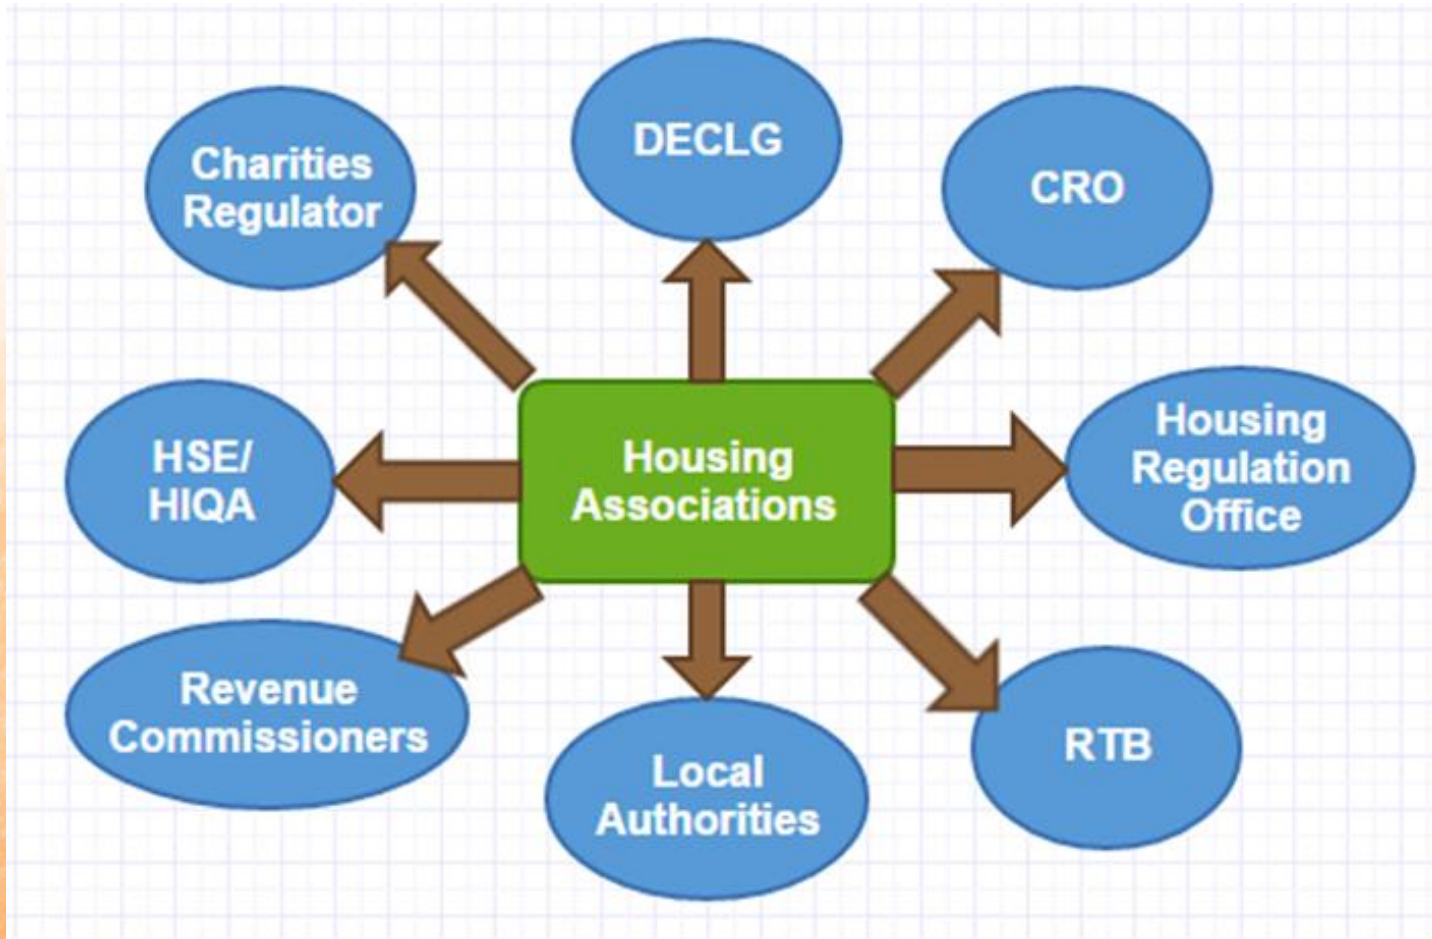 DECLG
Charities
Regulator
CRO
HSE/
HIQA
Housing
Associations
Housing
Regulation
Office
Revenue
Commissioners
Local
Authorities
RTB